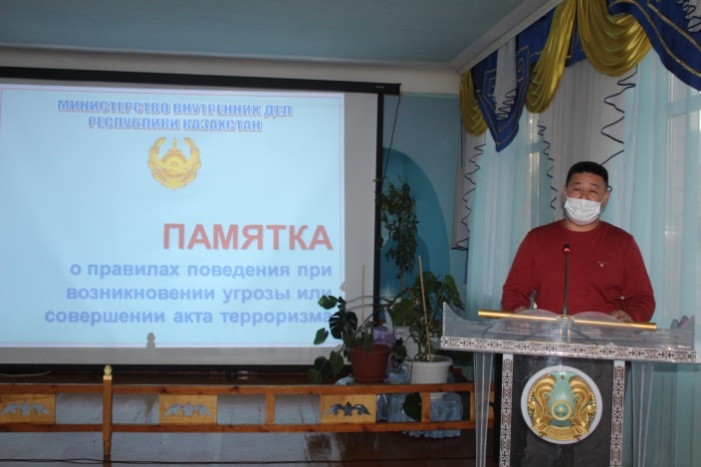 МИНИСТЕРСТВО ВНУТРЕННИХ ДЕЛ
РЕСПУБЛИКИ КАЗАХСТАН
ПАМЯТКА
о правилах поведения при
возникновении угрозы или
совершении акта терроризма